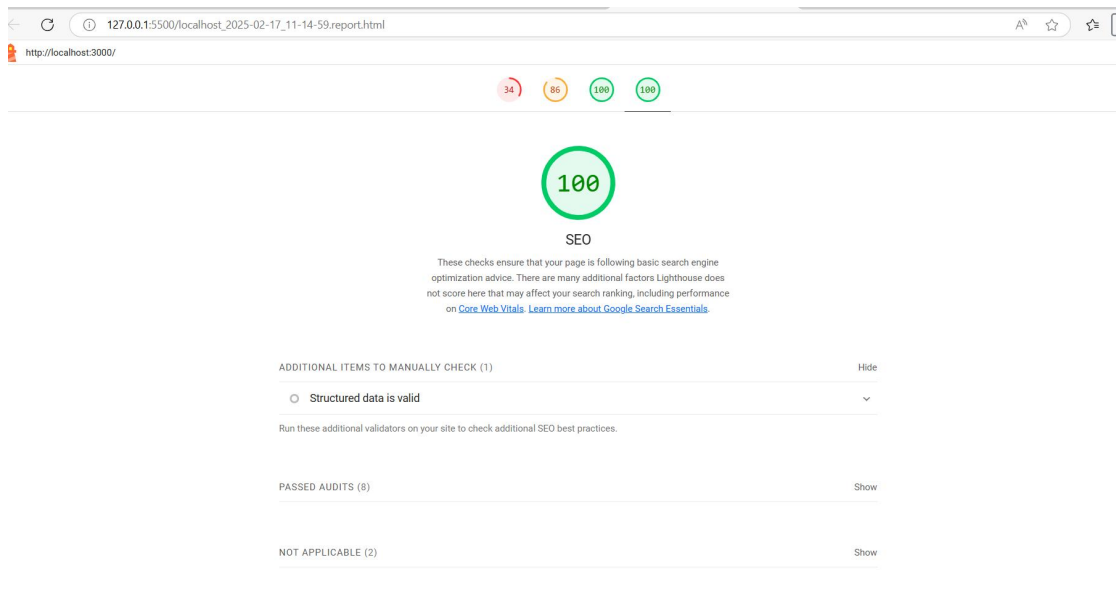 127.0.0.1:5500/localhost_2025-02-17_11-14-59.report.html
http://localhost:3000/
34 86 100 100
100
SEO
These checks ensure that your page is following basic search engine
optimization advice. There are many additional factors Lighthouse does
not score here that may affect your search ranking, including performance
on Core Web Vitals. Learn more about Google Search Essentials.
ADDITIONAL ITEMS TO MANUALLY CHECK (1) Hide
Structured data is valid
Run these additional validators on your site to check additional SEO best practices.
PASSED AUDITS (8) Show
NOT APPLICABLE (2) Show